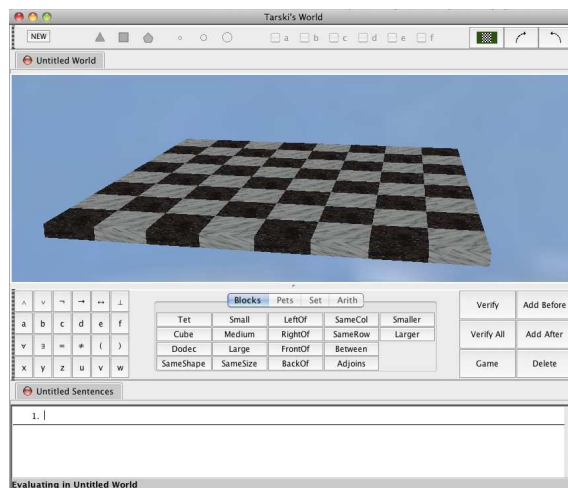 Tarski's World
NEW a b c d e f
Untitled World
∧ ∨ ¬ → ↔ ⊥
a b c d e f
∀ ∃ = ≠ ( )
x y z u v w
Blocks Pets Set Arith
Tet Small LeftOf SameCol Smaller
Cube Medium RightOf SameRow Larger
Dodec Large FrontOf Between
SameShape SameSize BackOf Adjoins
Verify Add Before
Verify All Add After
Game Delete
Untitled Sentences
1.
Evaluating in Untitled World